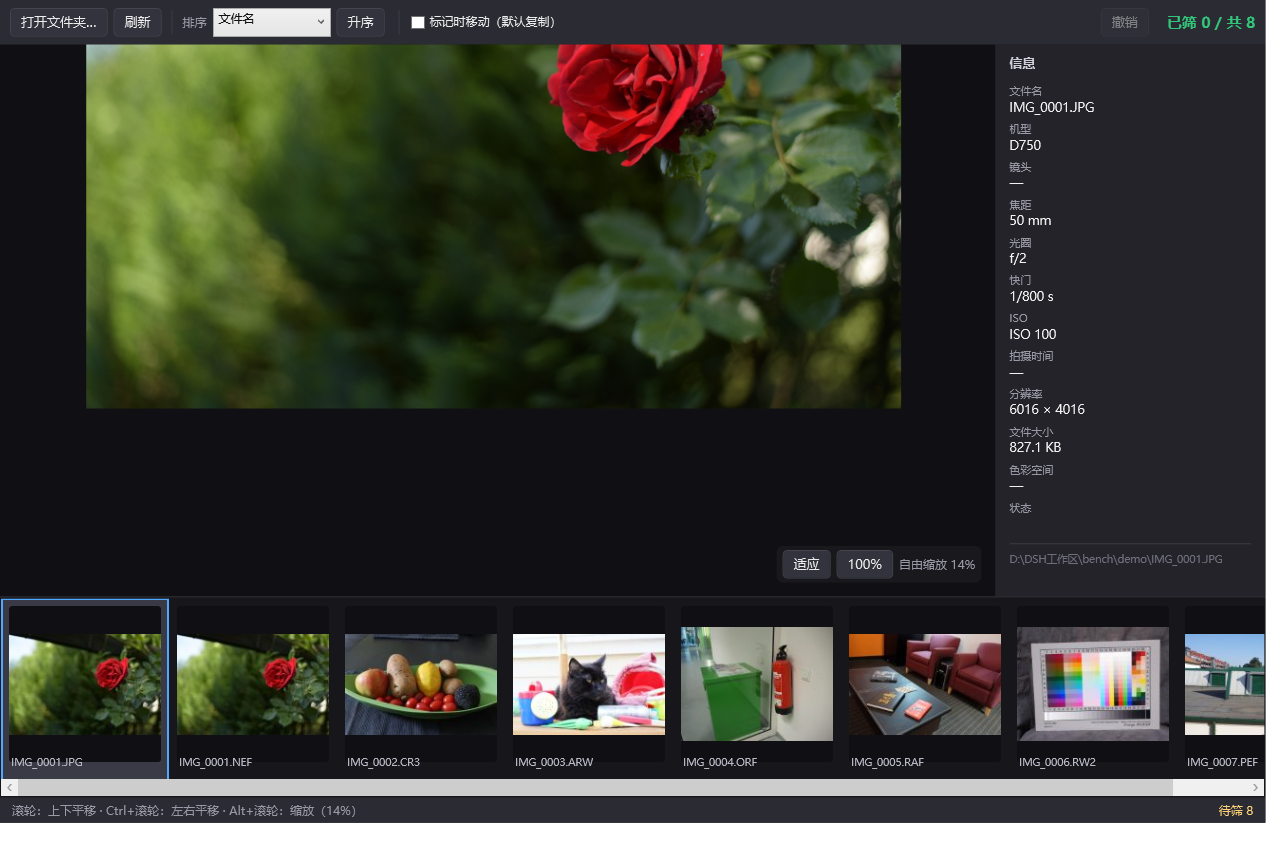 打开文件夹... 刷新 排序 文件名 升序 标记时移动（默认复制） 撤销 已筛 0 / 共 8
信息
文件名
IMG_0001.JPG
机型
D750
镜头
—
焦距
50 mm
光圈
f/2
快门
1/800 s
ISO
ISO 100
拍摄时间
—
分辨率
6016 × 4016
文件大小
827.1 KB
色彩空间
—
状态
D:\DSH工作区\bench\demo\IMG_0001.JPG
适应 100% 自由缩放 14%
IMG_0001.JPG IMG_0001.NEF IMG_0002.CR3 IMG_0003.ARW IMG_0004.ORF IMG_0005.RAF IMG_0006.RW2 IMG_0007.PEF
滚轮：上下平移 · Ctrl+滚轮：左右平移 · Alt+滚轮：缩放（14%） 待筛 8